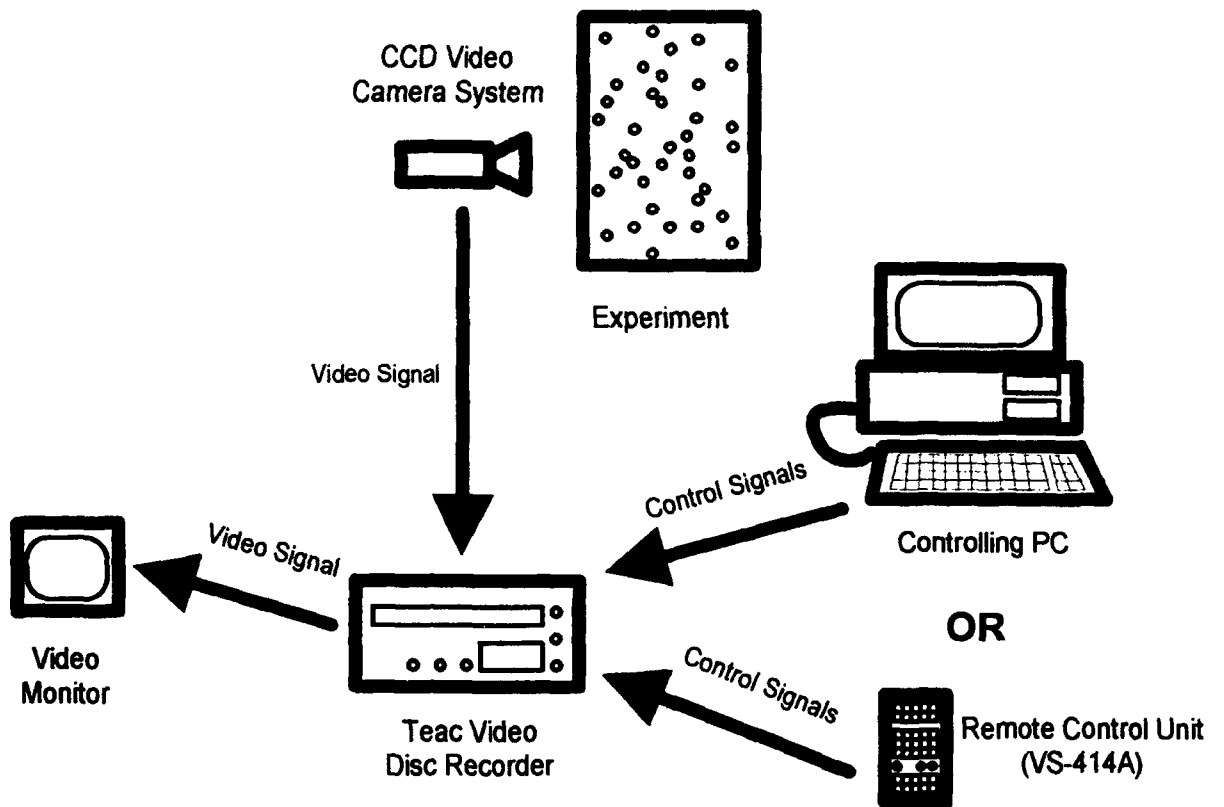 CCD Video
Camera System
Experiment
Video Signal
Control Signals
Controlling PC
Video Signal
OR
Video
Monitor
Control Signals
Teac Video
Disc Recorder
Remote Control Unit
(VS-414A)